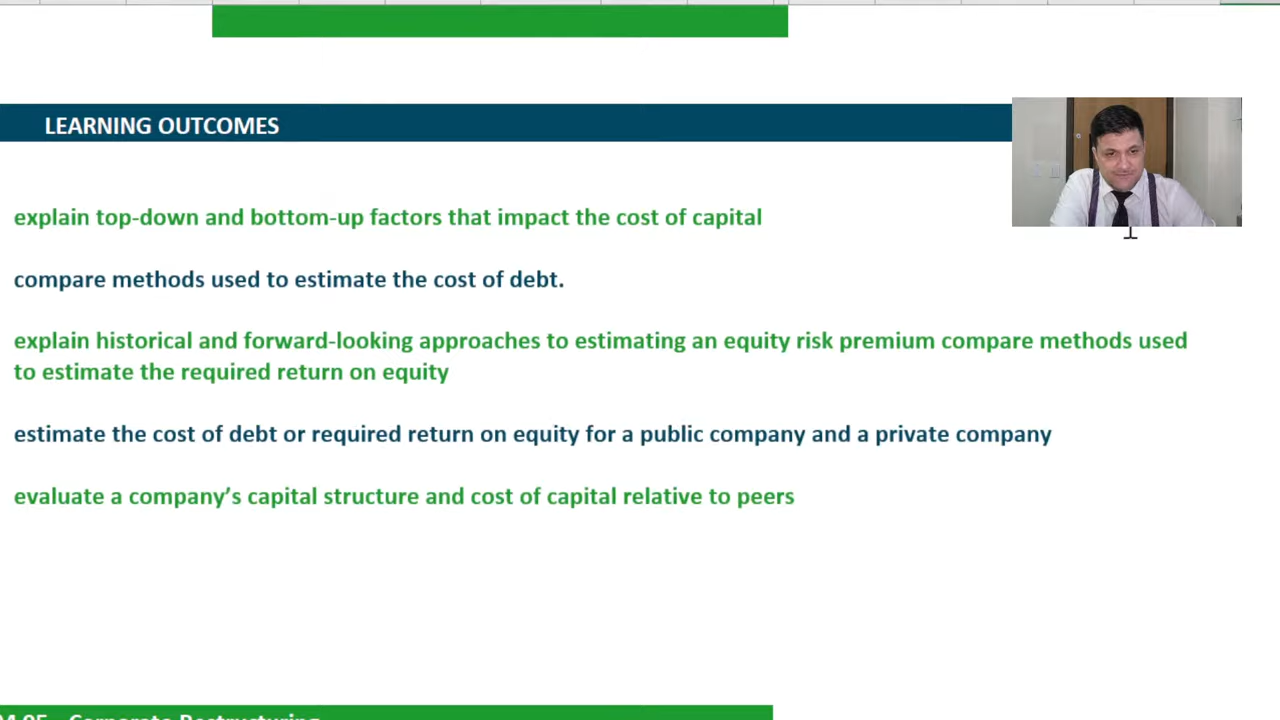 LEARNING OUTCOMES
explain top-down and bottom-up factors that impact the cost of capital
compare methods used to estimate the cost of debt.
explain historical and forward-looking approaches to estimating an equity risk premium compare methods used
to estimate the required return on equity
estimate the cost of debt or required return on equity for a public company and a private company
evaluate a company’s capital structure and cost of capital relative to peers
Corporate Restructuring